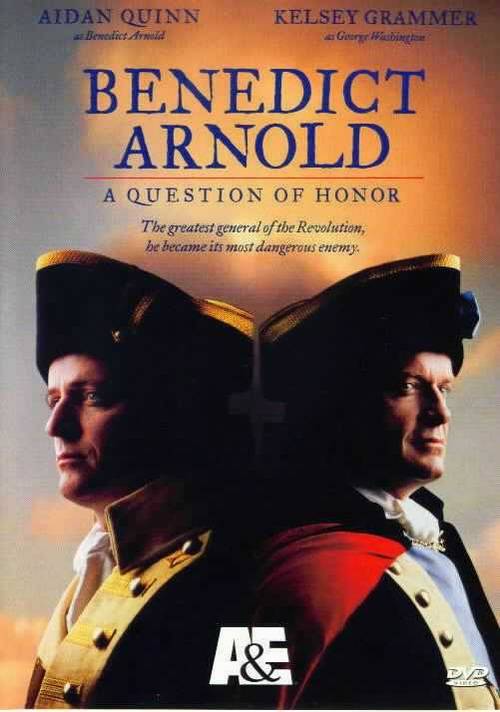 AIDAN QUINN KELSEY GRAMMER
as Benedict Arnold as George Washington
BENEDICT
ARNOLD
A QUESTION OF HONOR
The greatest general of the Revolution,
he became its most dangerous enemy.
A&E
DVD
VIDEO